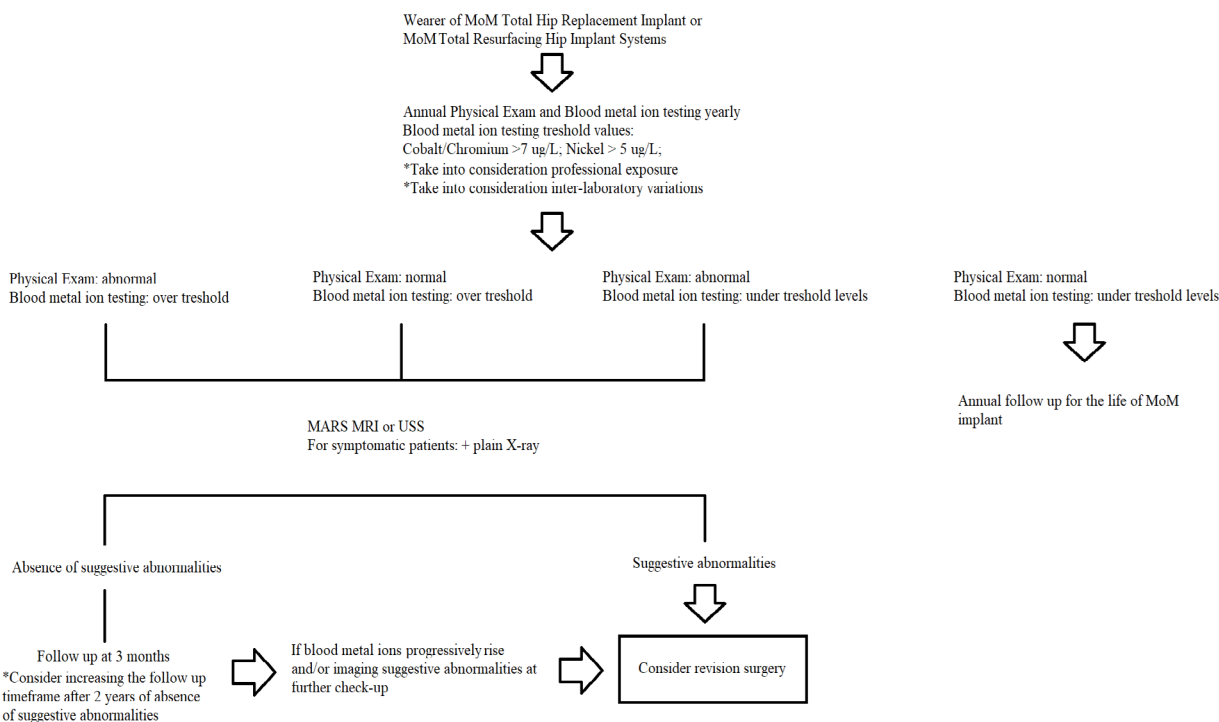 Wearer of MoM Total Hip Replacement Implant or
MoM Total Resurfacing Hip Implant Systems
Annual Physical Exam and Blood metal ion testing yearly
Blood metal ion testing treshold values:
Cobalt/Chromium >7 ug/L; Nickel > 5 ug/L;
*Take into consideration professional exposure
*Take into consideration inter-laboratory variations
Physical Exam: abnormal
Blood metal ion testing: over treshold
Physical Exam: normal
Blood metal ion testing: over treshold
Physical Exam: abnormal
Blood metal ion testing: under treshold levels
Physical Exam: normal
Blood metal ion testing: under treshold levels
Annual follow up for the life of MoM
implant
MARS MRI or USS
For symptomatic patients: + plain X-ray
Absence of suggestive abnormalities
Suggestive abnormalities
Follow up at 3 months
*Consider increasing the follow up
timeframe after 2 years of absence
of suggestive abnormalities
If blood metal ions progressively rise
and/or imaging suggestive abnormalities at
further check-up
Consider revision surgery